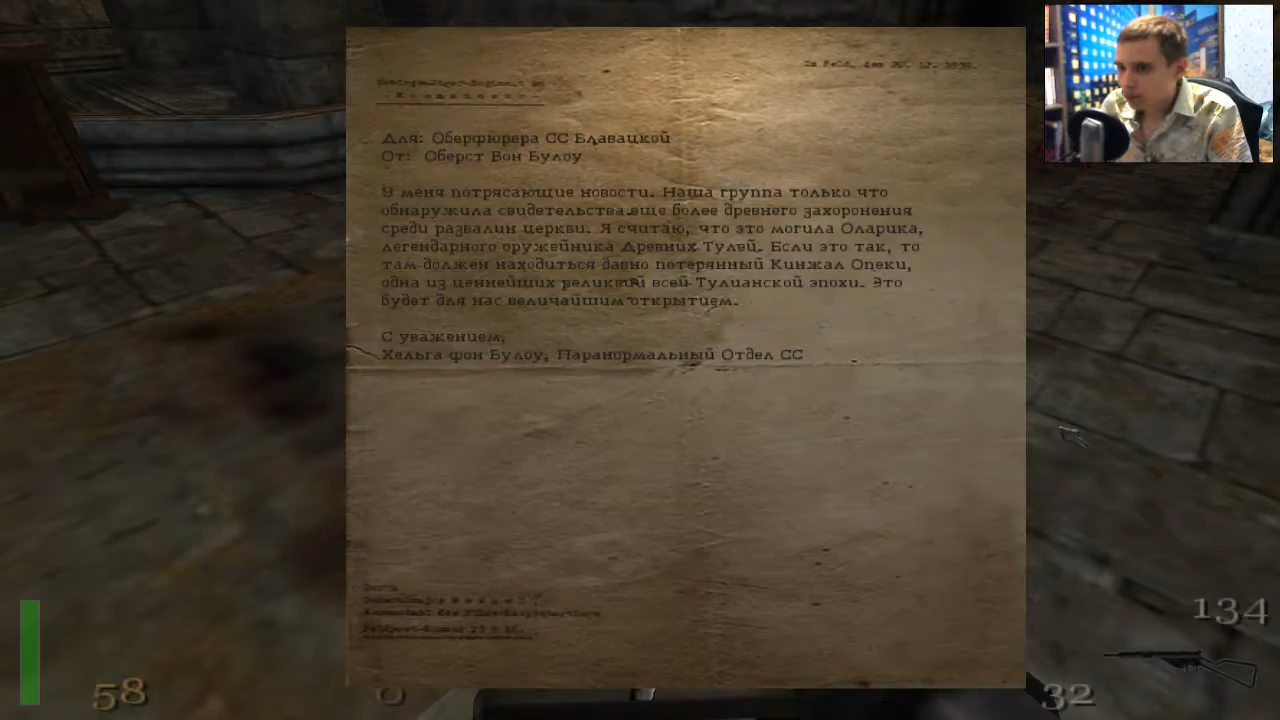 Для: Оберфюрера СС Блавацкой
От: Оберст Вон Булоу
У меня потрясающие новости. Наша группа только что
обнаружила свидетельства еще более древнего захоронения
среди развалин церкви. Я считаю, что это могила Оларика,
легендарного оружейника Древних Тулей. Если это так, то
там должен находиться давно потерянный Кинжал Опеки,
одна из ценнейших реликвий всей Тулианской эпохи. Это
будет для нас величайшим открытием.
С уважением,
Хельга фон Булоу, Паранормальный Отдел СС
134
58
0
32